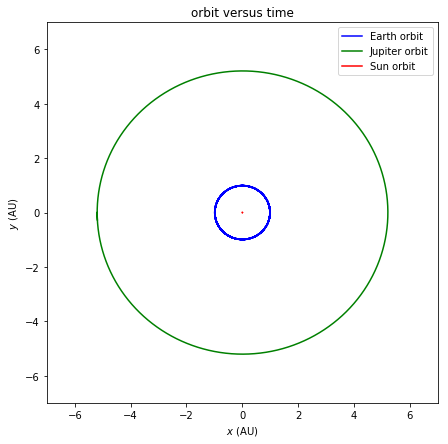 orbit versus time
Earth orbit
Jupiter orbit
Sun orbit
y (AU)
6
4
2
0
−2
−4
−6
−6
−4
−2
0
2
4
6
x (AU)